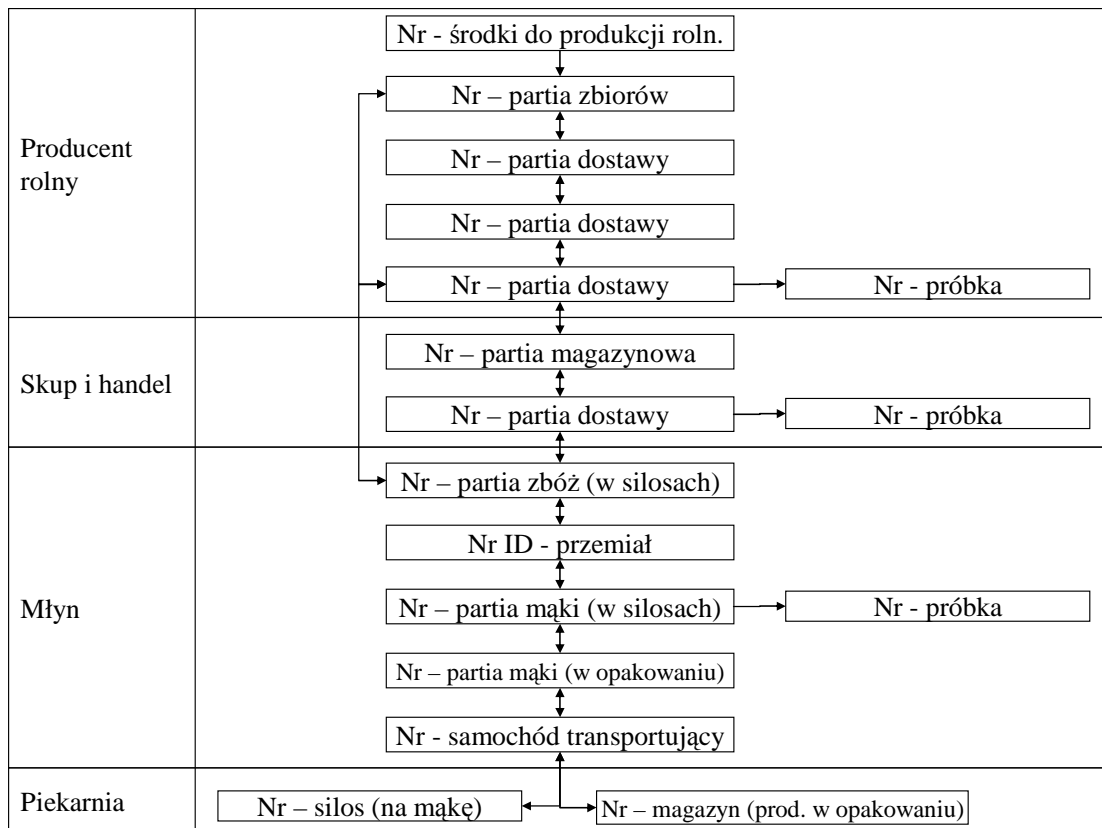 Nr - środki do produkcji roln.
Nr – partia zbiorów
Producent
rolny
Nr – partia dostawy
Nr – partia dostawy
Nr – partia dostawy
Nr - próbka
Skup i handel
Nr – partia magazynowa
Nr – partia dostawy
Nr - próbka
Młyn
Nr – partia zbóż (w silosach)
Nr ID - przemiał
Nr – partia mąki (w silosach)
Nr - próbka
Nr – partia mąki (w opakowaniu)
Nr - samochód transportujący
Piekarnia
Nr – silos (na mąkę)
Nr – magazyn (prod. w opakowaniu)